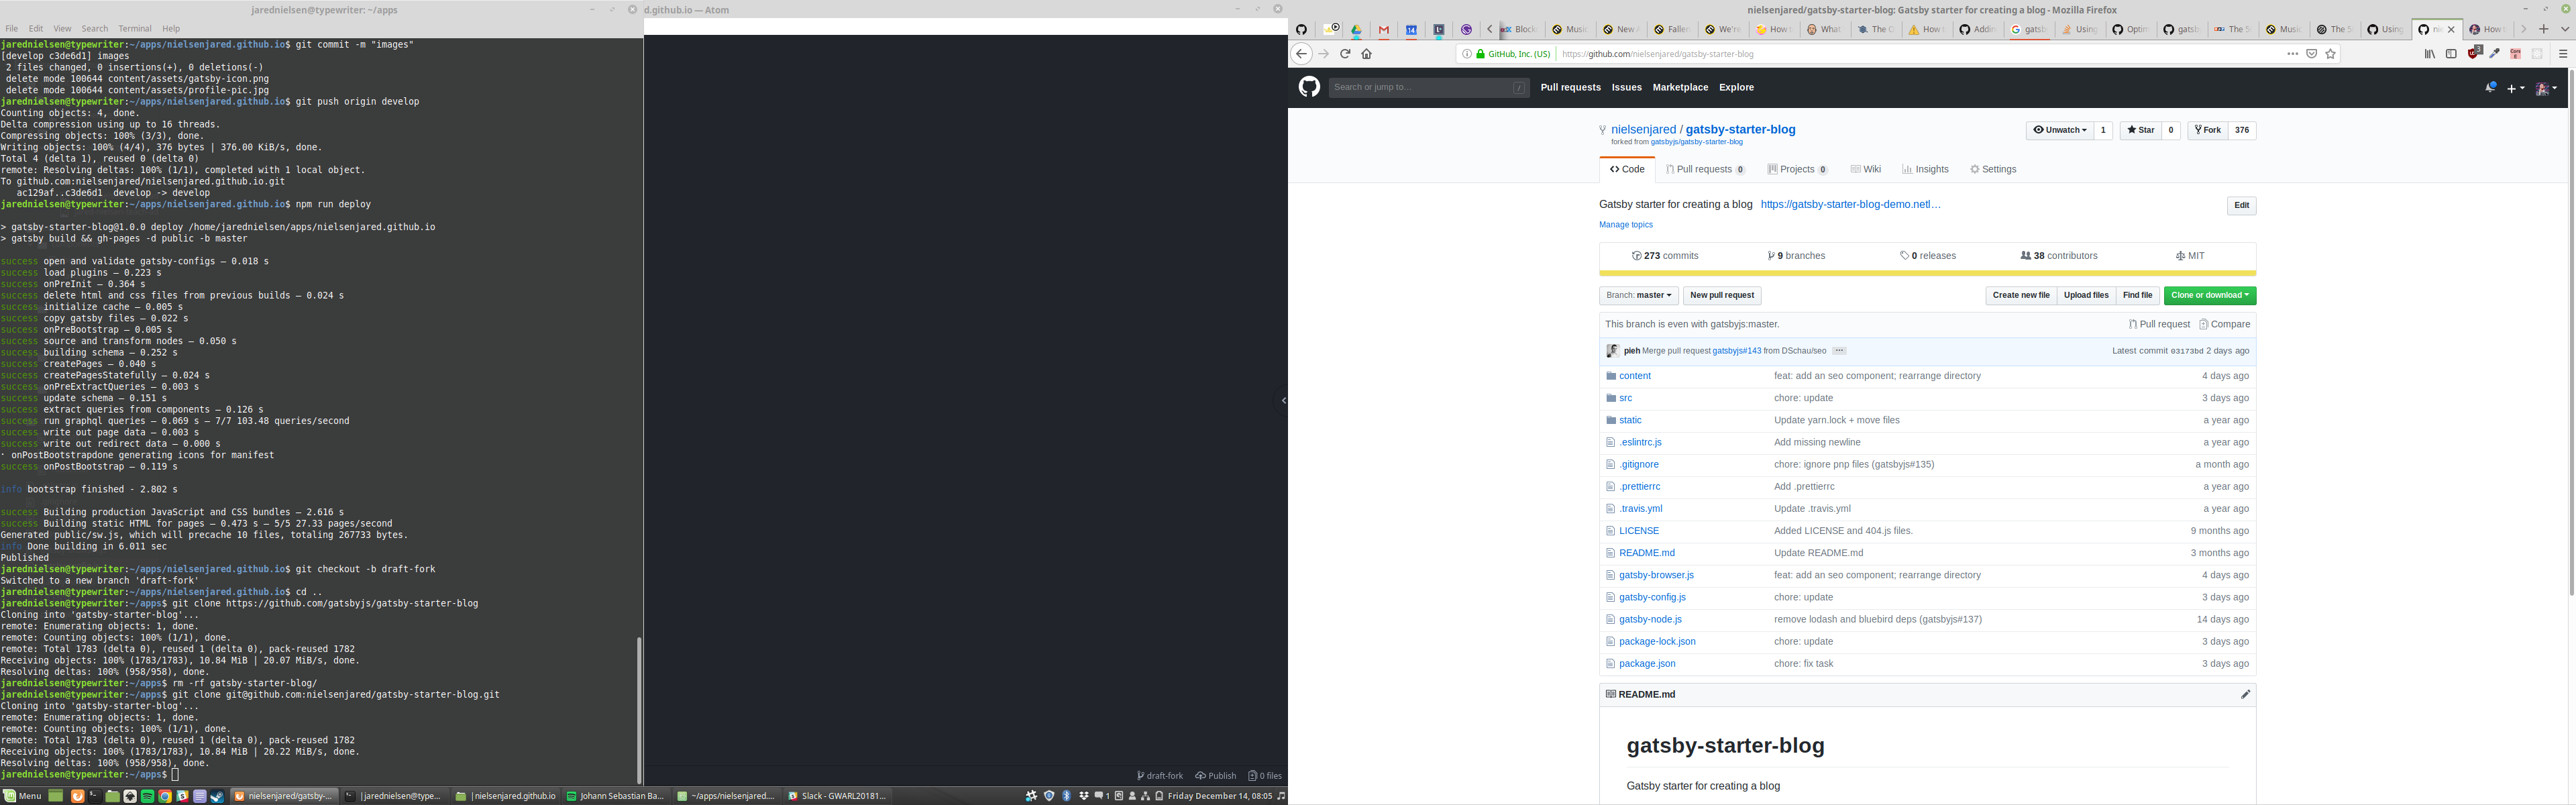 jarednielsen@typewriter: ~/apps
File Edit View Search Terminal Help
jarednielsen@typewriter:~/apps/nielsenjared.github.io$ git commit -m "images"
[develop c3de6d1] images
2 files changed, 0 insertions(+), 0 deletions(-)
delete mode 100644 content/assets/gatsby-icon.png
delete mode 100644 content/assets/profile-pic.jpg
jarednielsen@typewriter:~/apps/nielsenjared.github.io$ git push origin develop
Counting objects: 4, done.
Delta compression using up to 16 threads.
Compressing objects: 100% (3/3), done.
Writing objects: 100% (4/4), 376 bytes | 376.00 KiB/s, done.
Total 4 (delta 1), reused 0 (delta 0)
remote: Resolving deltas: 100% (1/1), completed with 1 local object.
To github.com:nielsenjared/nielsenjared.github.io.git
ac129af..c3de6d1  develop -> develop
jarednielsen@typewriter:~/apps/nielsenjared.github.io$ npm run deploy
> gatsby-starter-blog@1.0.0 deploy /home/jarednielsen/apps/nielsenjared.github.io
> gatsby build && gh-pages -d public -b master
success open and validate gatsby-configs — 0.018 s
success load plugins — 0.223 s
success onPreInit — 0.364 s
success delete html and css files from previous builds — 0.024 s
success initialize cache — 0.005 s
success copy gatsby files — 0.022 s
success onPreBootstrap — 0.005 s
success source and transform nodes — 0.050 s
success building schema — 0.252 s
success createPages — 0.040 s
success createPagesStatefully — 0.024 s
success onPreExtractQueries — 0.003 s
success update schema — 0.151 s
success extract queries from components — 0.126 s
success run graphql queries — 0.069 s — 7/7 103.48 queries/second
success write out page data — 0.003 s
success write out redirect data — 0.000 s
⠁ onPostBootstrapdone generating icons for manifest
success onPostBootstrap — 0.119 s
info bootstrap finished - 2.802 s
success Building production JavaScript and CSS bundles — 2.616 s
success Building static HTML for pages — 0.473 s — 5/5 27.33 pages/second
Generated public/sw.js, which will precache 10 files, totaling 267733 bytes.
info Done building in 6.011 sec
Published
jarednielsen@typewriter:~/apps/nielsenjared.github.io$ git checkout -b draft-fork
Switched to a new branch 'draft-fork'
jarednielsen@typewriter:~/apps/nielsenjared.github.io$ cd ..
jarednielsen@typewriter:~/apps$ git clone https://github.com/gatsbyjs/gatsby-starter-blog
Cloning into 'gatsby-starter-blog'...
remote: Enumerating objects: 1, done.
remote: Counting objects: 100% (1/1), done.
remote: Total 1783 (delta 0), reused 1 (delta 0), pack-reused 1782
Receiving objects: 100% (1783/1783), 10.84 MiB | 20.07 MiB/s, done.
Resolving deltas: 100% (958/958), done.
jarednielsen@typewriter:~/apps$ rm -rf gatsby-starter-blog/
jarednielsen@typewriter:~/apps$ git clone git@github.com:nielsenjared/gatsby-starter-blog.git
Cloning into 'gatsby-starter-blog'...
remote: Enumerating objects: 1, done.
remote: Counting objects: 100% (1/1), done.
remote: Total 1783 (delta 0), reused 1 (delta 0), pack-reused 1782
Receiving objects: 100% (1783/1783), 10.84 MiB | 20.22 MiB/s, done.
Resolving deltas: 100% (958/958), done.
jarednielsen@typewriter:~/apps$
d.github.io — Atom
draft-fork Publish 0 files
nielsenjared/gatsby-starter-blog: Gatsby starter for creating a blog - Mozilla Firefox
Blocka Music New A Fallen We're How t What The O How t Addin gatsb Using Optim gatsb The S Music The S Using ni How
GitHub, Inc. (US) https://github.com/nielsenjared/gatsby-starter-blog
Search or jump to... / Pull requests Issues Marketplace Explore
nielsenjared / gatsby-starter-blog Unwatch 1 Star 0 Fork 376
forked from gatsbyjs/gatsby-starter-blog
Code Pull requests 0 Projects 0 Wiki Insights Settings
Gatsby starter for creating a blog https://gatsby-starter-blog-demo.netl… Edit
Manage topics
273 commits 9 branches 0 releases 38 contributors MIT
Branch: master New pull request Create new file Upload files Find file Clone or download
This branch is even with gatsbyjs:master. Pull request Compare
pieh Merge pull request gatsbyjs#143 from DSchau/seo ... Latest commit 03173bd 2 days ago
content feat: add an seo component; rearrange directory 4 days ago
src chore: update 3 days ago
static Update yarn.lock + move files a year ago
.eslintrc.js Add missing newline a year ago
.gitignore chore: ignore pnp files (gatsbyjs#135) a month ago
.prettierrc Add .prettierrc a year ago
.travis.yml Update .travis.yml a year ago
LICENSE Added LICENSE and 404.js files. 9 months ago
README.md Update README.md 3 months ago
gatsby-browser.js feat: add an seo component; rearrange directory 4 days ago
gatsby-config.js chore: update 3 days ago
gatsby-node.js remove lodash and bluebird deps (gatsbyjs#137) 14 days ago
package-lock.json chore: update 3 days ago
package.json chore: fix task 3 days ago
README.md
gatsby-starter-blog
Gatsby starter for creating a blog
Menu nielsenjared/gatsby-... |jarednielsen@type... |nielsenjared.github.io Johann Sebastian Ba... ~/apps/nielsenjared.... Slack - GWARL20181... 1 Friday December 14, 08:05